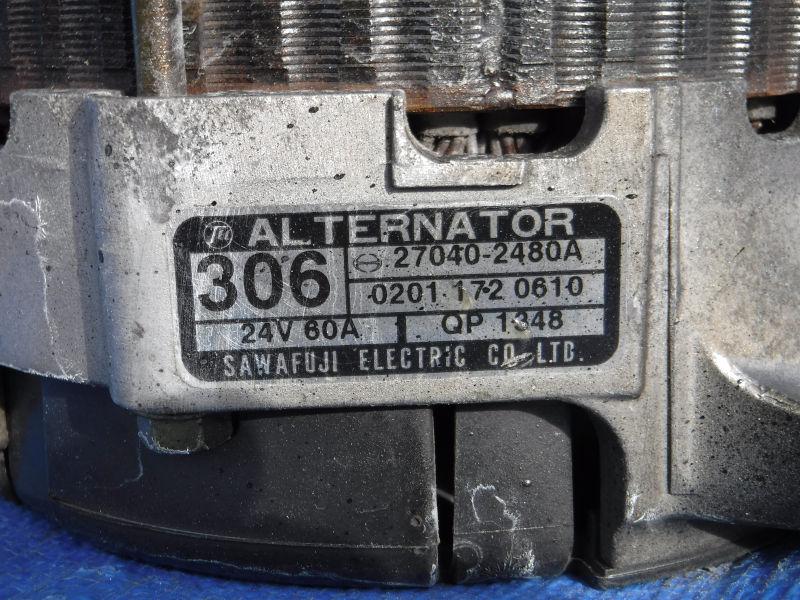 ALTERNATOR
306
27040-2480A
0201 172 0610
24V 60A QP 1348
SAWAFUJI ELECTRIC CO., LTD.